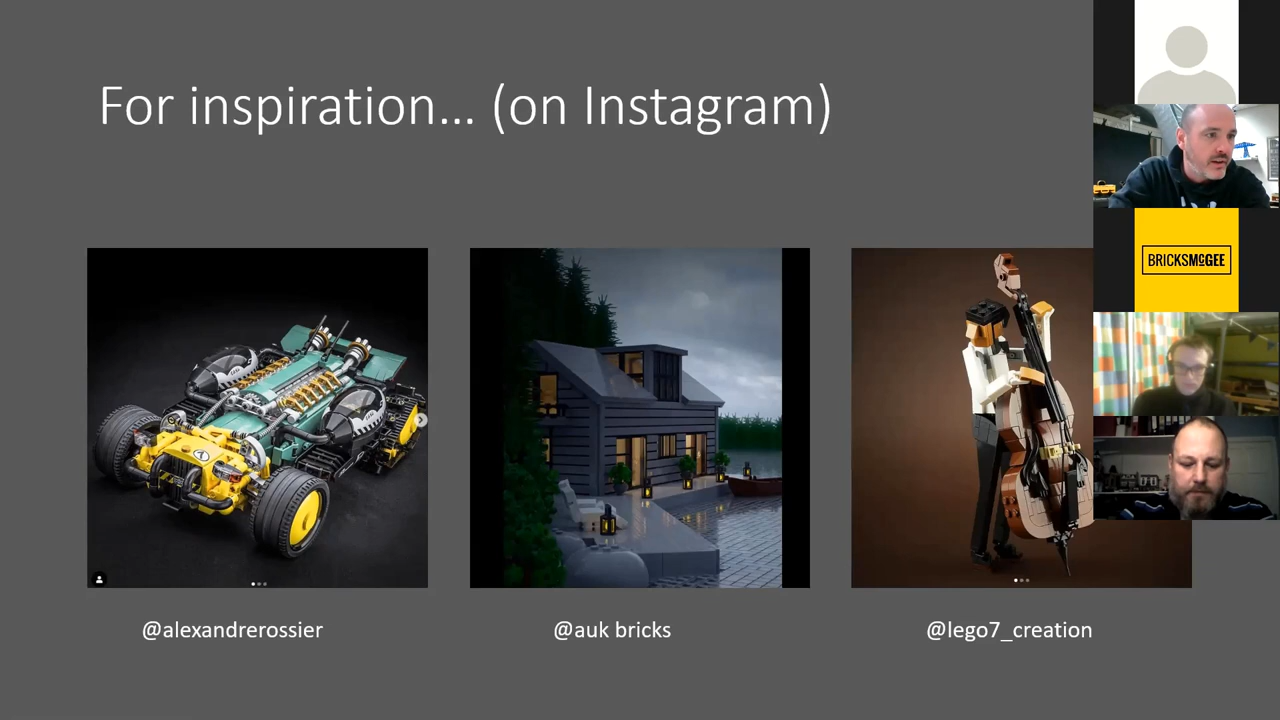 For inspiration... (on Instagram)
BRICKSMCGEE
@alexandrerossier
@auk bricks
@lego7_creation